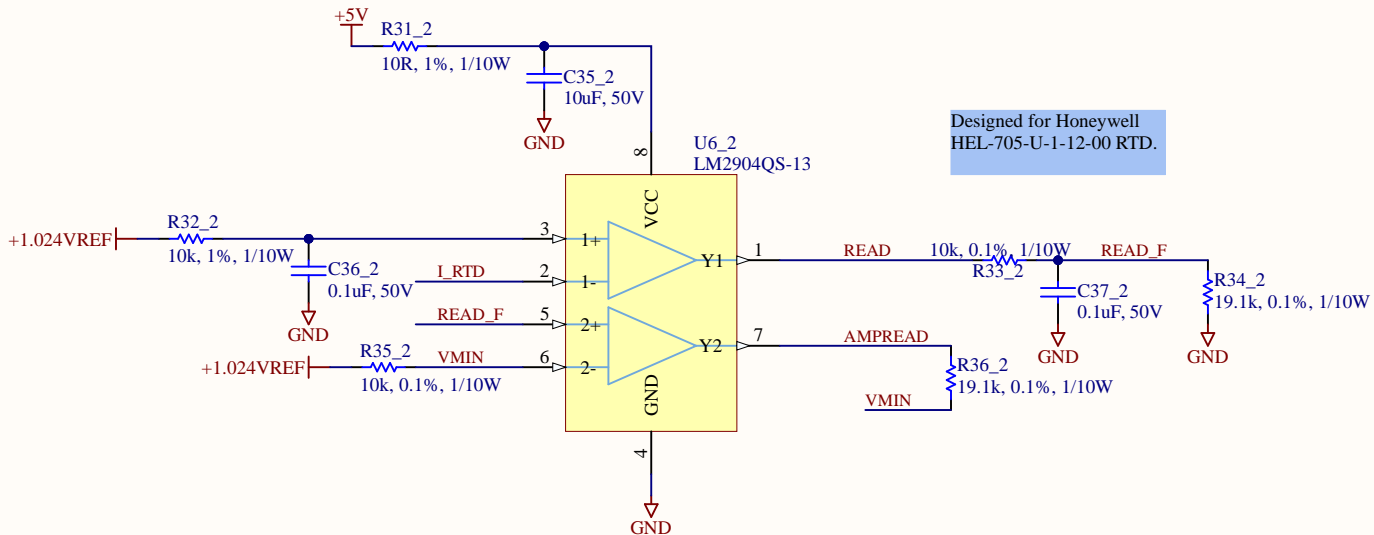 +5V
R31_2
10R, 1%, 1/10W
C35_2
10uF, 50V
GND
Designed for Honeywell
HEL-705-U-1-12-00 RTD.
U6_2
LM2904QS-13
8
VCC
+1.024VREF
R32_2
10k, 1%, 1/10W
C36_2
0.1uF, 50V
GND
3
1+
I_RTD
2
1-
READ_F
5
2+
+1.024VREF
R35_2
10k, 0.1%, 1/10W
VMIN
6
2-
Y1
1
READ
10k, 0.1%, 1/10W
R33_2
READ_F
C37_2
0.1uF, 50V
GND
R34_2
19.1k, 0.1%, 1/10W
GND
Y2
7
AMPREAD
R36_2
19.1k, 0.1%, 1/10W
VMIN
GND
4
GND